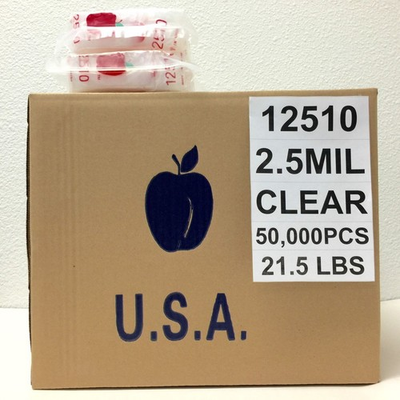 12510
2.5MIL
CLEAR
50,000PCS
21.5 LBS
U.S.A.